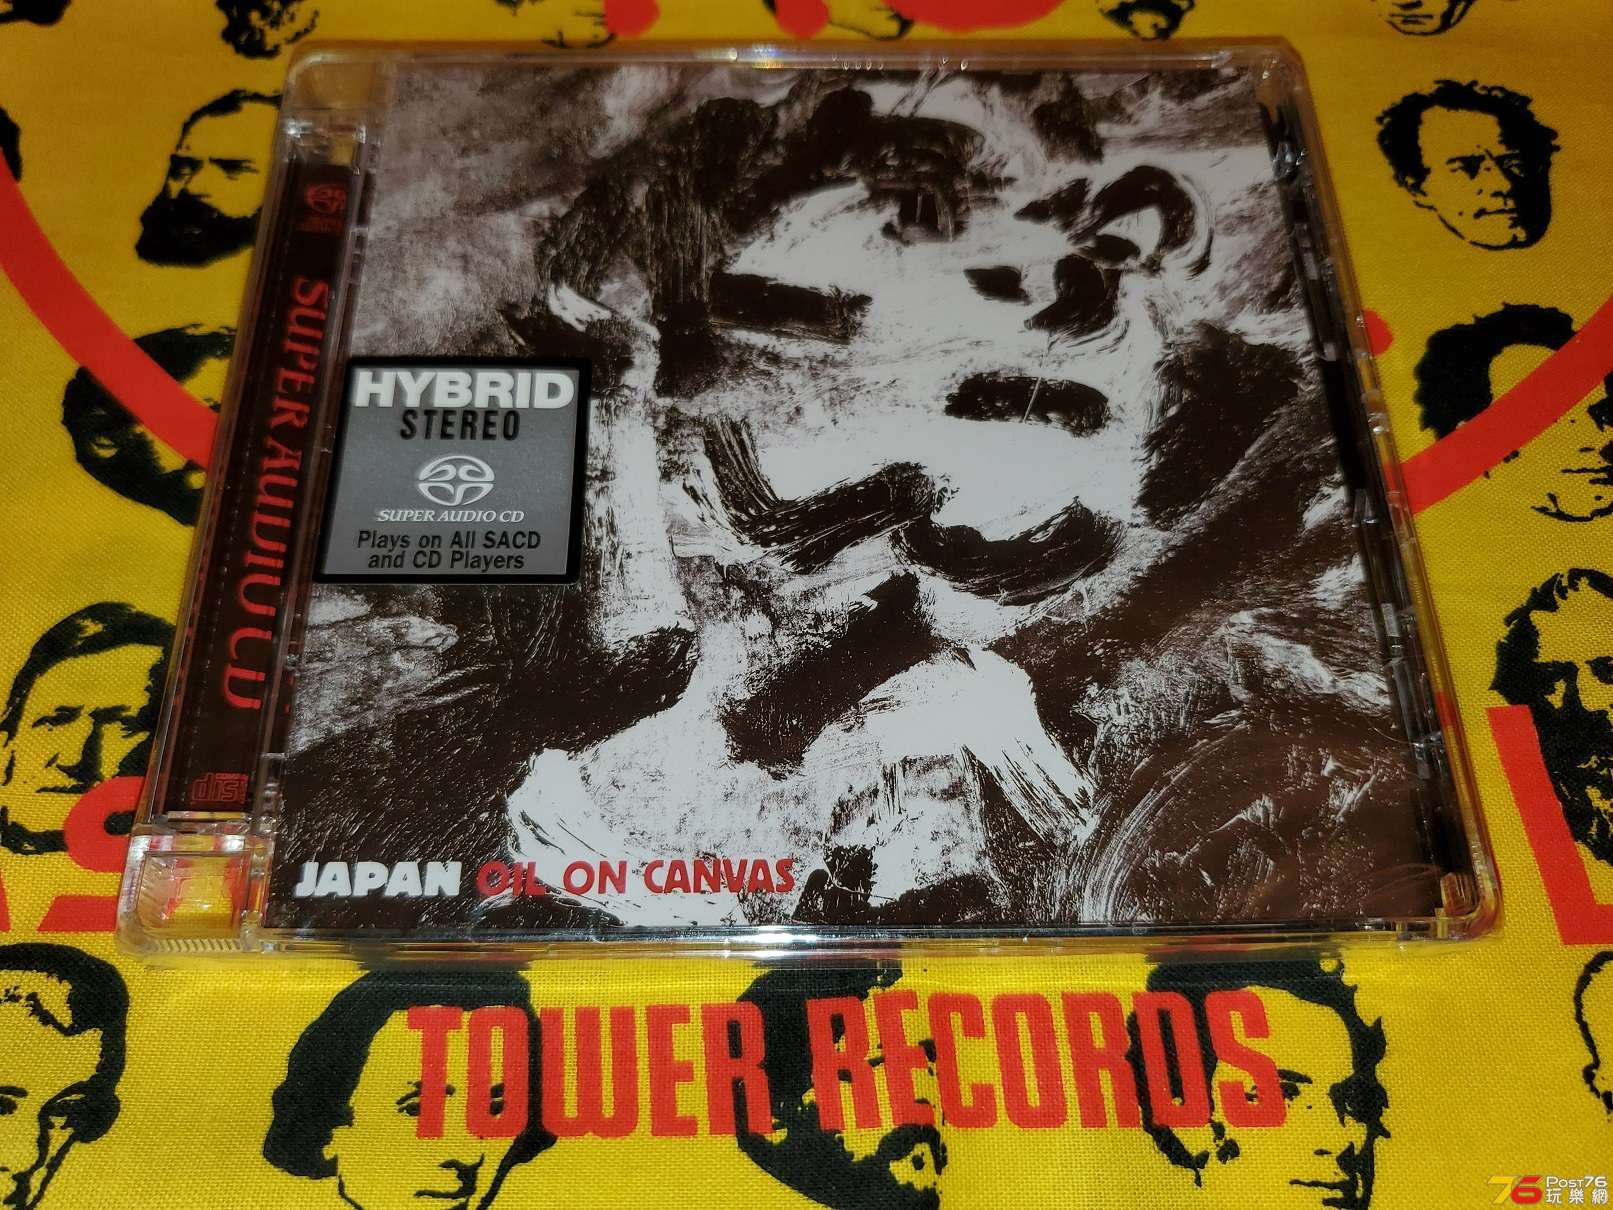 SUPER AUDIO CD
HYBRID
STEREO
SUPER AUDIO CD
Plays on All SACD
and CD Players
JAPAN OIL ON CANVAS
TOWER RECORDS
76 Post76
玩樂網